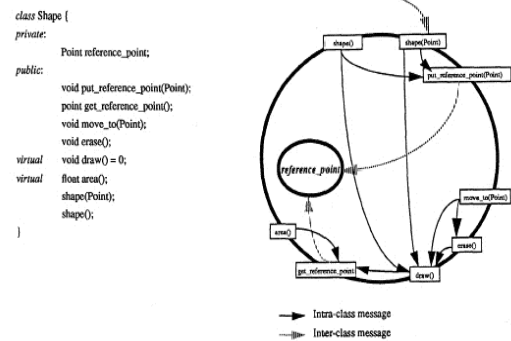 class Shape {
private:
Point reference_point;
public:
void put_reference_point(Point);
point get_reference_point();
void move_to(Point);
void erase();
virtual void draw() = 0;
virtual float area();
shape(Point);
shape();
}
shape()
shape(Point)
put_reference_point(Point)
reference_point
move_to(Point)
area()
erase()
get_reference_point
draw()
Intra-class message
Inter-class message